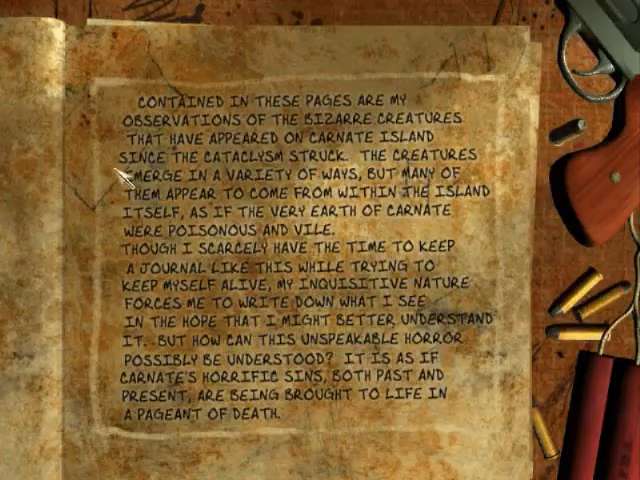 CONTAINED IN THESE PAGES ARE MY
OBSERVATIONS OF THE BIZARRE CREATURES
THAT HAVE APPEARED ON CARNATE ISLAND
SINCE THE CATACLYSM STRUCK. THE CREATURES
EMERGE IN A VARIETY OF WAYS, BUT MANY OF
THEM APPEAR TO COME FROM WITHIN THE ISLAND
ITSELF, AS IF THE VERY EARTH OF CARNATE
WERE POISONOUS AND VILE.
THOUGH I SCARCELY HAVE THE TIME TO KEEP
A JOURNAL LIKE THIS WHILE TRYING TO
KEEP MYSELF ALIVE, MY INQUISITIVE NATURE
FORCES ME TO WRITE DOWN WHAT I SEE
IN THE HOPE THAT I MIGHT BETTER UNDERSTAND
IT. BUT HOW CAN THIS UNSPEAKABLE HORROR
POSSIBLY BE UNDERSTOOD? IT IS AS IF
CARNATE'S HORRIFIC SINS, BOTH PAST AND
PRESENT, ARE BEING BROUGHT TO LIFE IN
A PAGEANT OF DEATH.